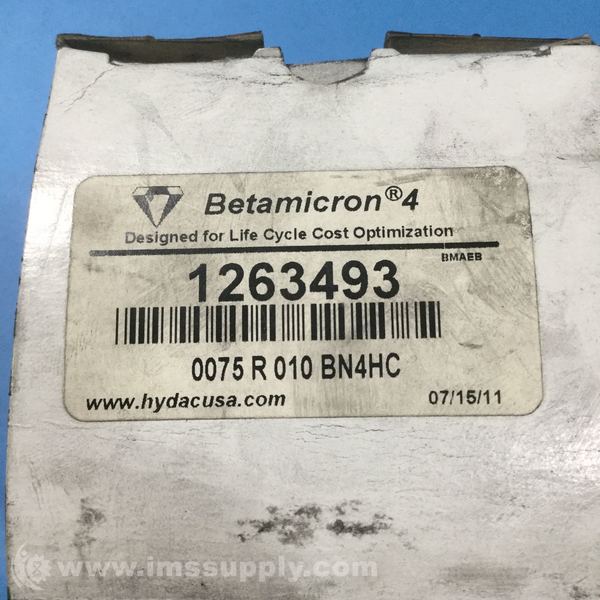 Betamicron®4
Designed for Life Cycle Cost Optimization
BMAEB
1263493
0075 R 010 BN4HC
www.hydacusa.com 07/15/11
www.imssupply.com